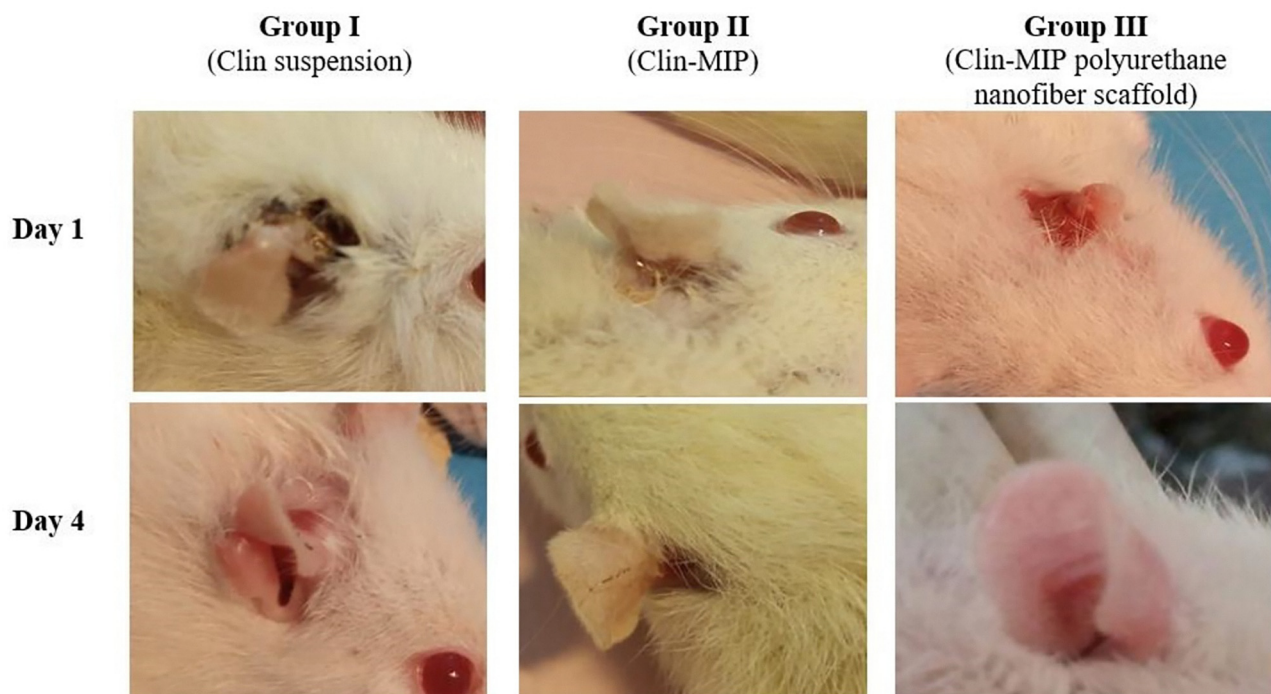 Group I
(Clin suspension)
Group II
(Clin-MIP)
Group III
(Clin-MIP polyurethane
nanofiber scaffold)
Day 1
Day 4